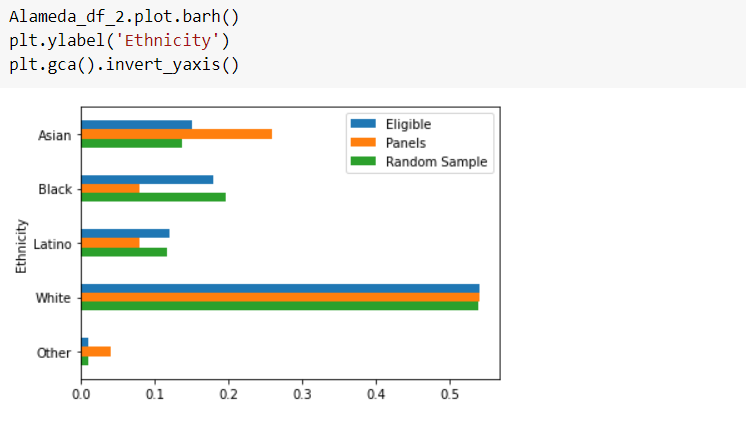 Alameda_df_2.plot.barh()
plt.ylabel('Ethnicity')
plt.gca().invert_yaxis()
Eligible
Panels
Random Sample
Asian
Black
Latino
White
Other
Ethnicity
0.0 0.1 0.2 0.3 0.4 0.5